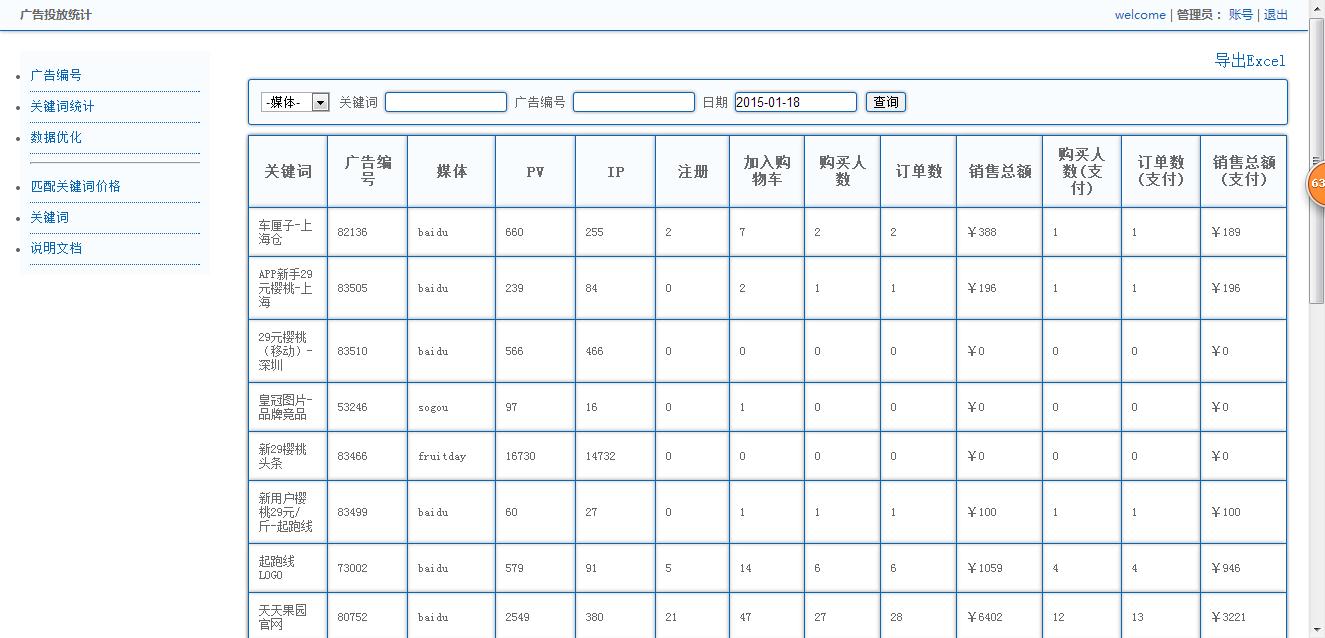 广告投放统计
welcome | 管理员： 账号 | 退出
广告编号
关键词统计
数据优化
匹配关键词价格
关键词
说明文档
导出Excel
-媒体- 关键词 广告编号 日期 2015-01-18 查询
关键词 广告编号 媒体 PV IP 注册 加入购物车 购买人数 订单数 销售总额 购买人数(支付) 订单数(支付) 销售总额(支付)
车厘子-上海仓 82136 baidu 660 255 2 7 2 2 ￥388 1 1 ￥189
APP新手29元樱桃-上海 83505 baidu 239 84 0 2 1 1 ￥196 1 1 ￥196
29元樱桃（移动）-深圳 83510 baidu 566 466 0 0 0 0 ￥0 0 0 ￥0
皇冠图片-品牌竞品 53246 sogou 97 16 0 1 0 0 ￥0 0 0 ￥0
新29樱桃头条 83466 fruitday 16730 14732 0 0 0 0 ￥0 0 0 ￥0
新用户樱桃29元/斤-起跑线 83499 baidu 60 27 0 1 1 1 ￥100 1 1 ￥100
起跑线LOGO 73002 baidu 579 91 5 14 6 6 ￥1059 4 4 ￥946
天天果园官网 80752 baidu 2549 380 21 47 27 28 ￥6402 12 13 ￥3221
63